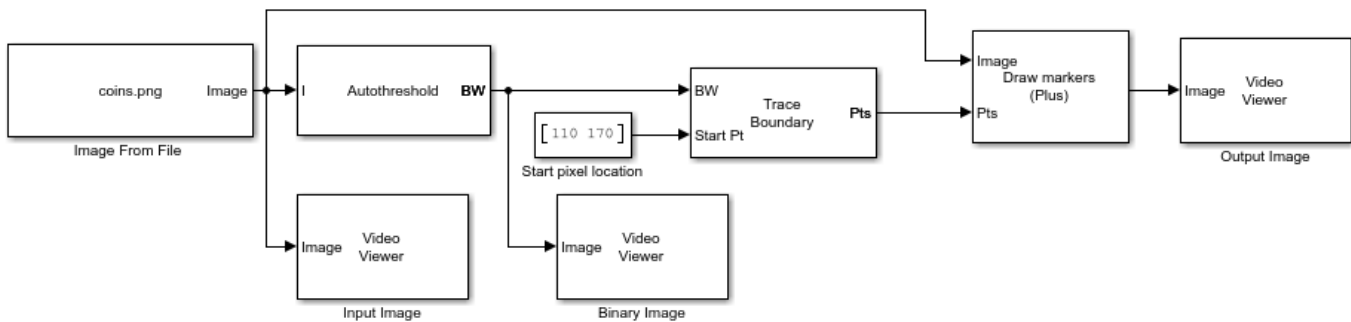 coins.png
Image
Image From File
I
Autothreshold
BW
BW
Start Pt
Trace
Boundary
Pts
[110 170]
Start pixel location
Image
Pts
Draw markers
(Plus)
Image
Video
Viewer
Output Image
Image
Video
Viewer
Input Image
Image
Video
Viewer
Binary Image